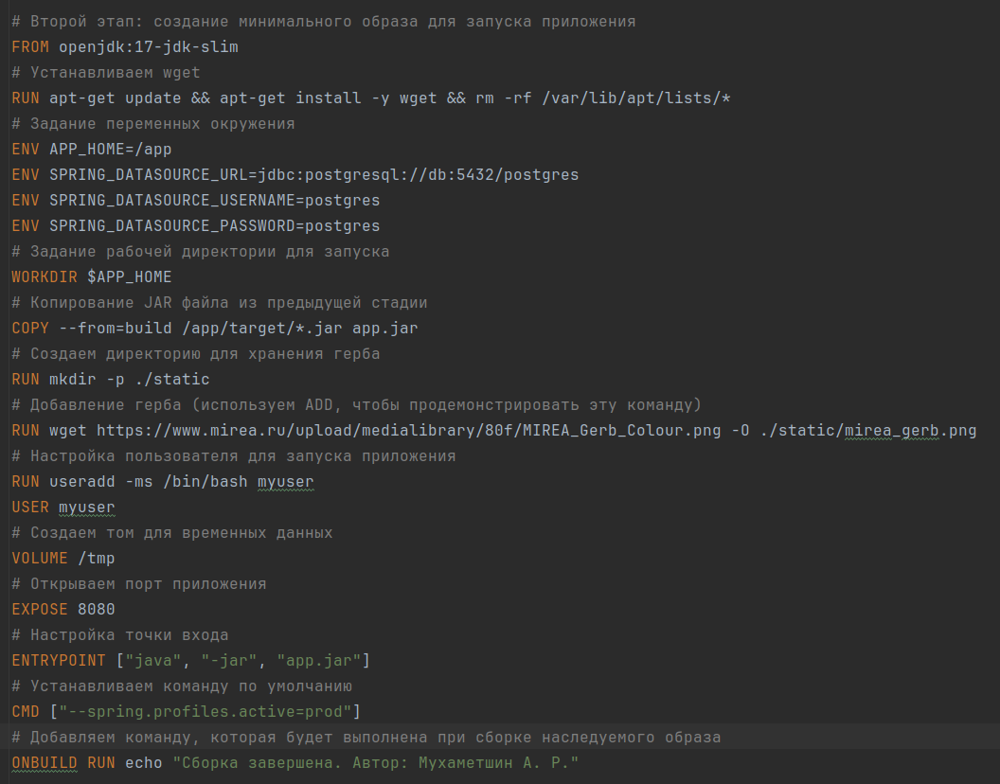 # Второй этап: создание минимального образа для запуска приложения
FROM openjdk:17-jdk-slim
# Устанавливаем wget
RUN apt-get update && apt-get install -y wget && rm -rf /var/lib/apt/lists/*
# Задание переменных окружения
ENV APP_HOME=/app
ENV SPRING_DATASOURCE_URL=jdbc:postgresql://db:5432/postgres
ENV SPRING_DATASOURCE_USERNAME=postgres
ENV SPRING_DATASOURCE_PASSWORD=postgres
# Задание рабочей директории для запуска
WORKDIR $APP_HOME
# Копирование JAR файла из предыдущей стадии
COPY --from=build /app/target/*.jar app.jar
# Создаем директорию для хранения герба
RUN mkdir -p ./static
# Добавление герба (используем ADD, чтобы продемонстрировать эту команду)
RUN wget https://www.mirea.ru/upload/medialibrary/80f/MIREA_Gerb_Colour.png -O ./static/mirea_gerb.png
# Настройка пользователя для запуска приложения
RUN useradd -ms /bin/bash myuser
USER myuser
# Создаем том для временных данных
VOLUME /tmp
# Открываем порт приложения
EXPOSE 8080
# Настройка точки входа
ENTRYPOINT ["java", "-jar", "app.jar"]
# Устанавливаем команду по умолчанию
CMD ["--spring.profiles.active=prod"]
# Добавляем команду, которая будет выполнена при сборке наследуемого образа
ONBUILD RUN echo "Сборка завершена. Автор: Мухаметшин А. Р."